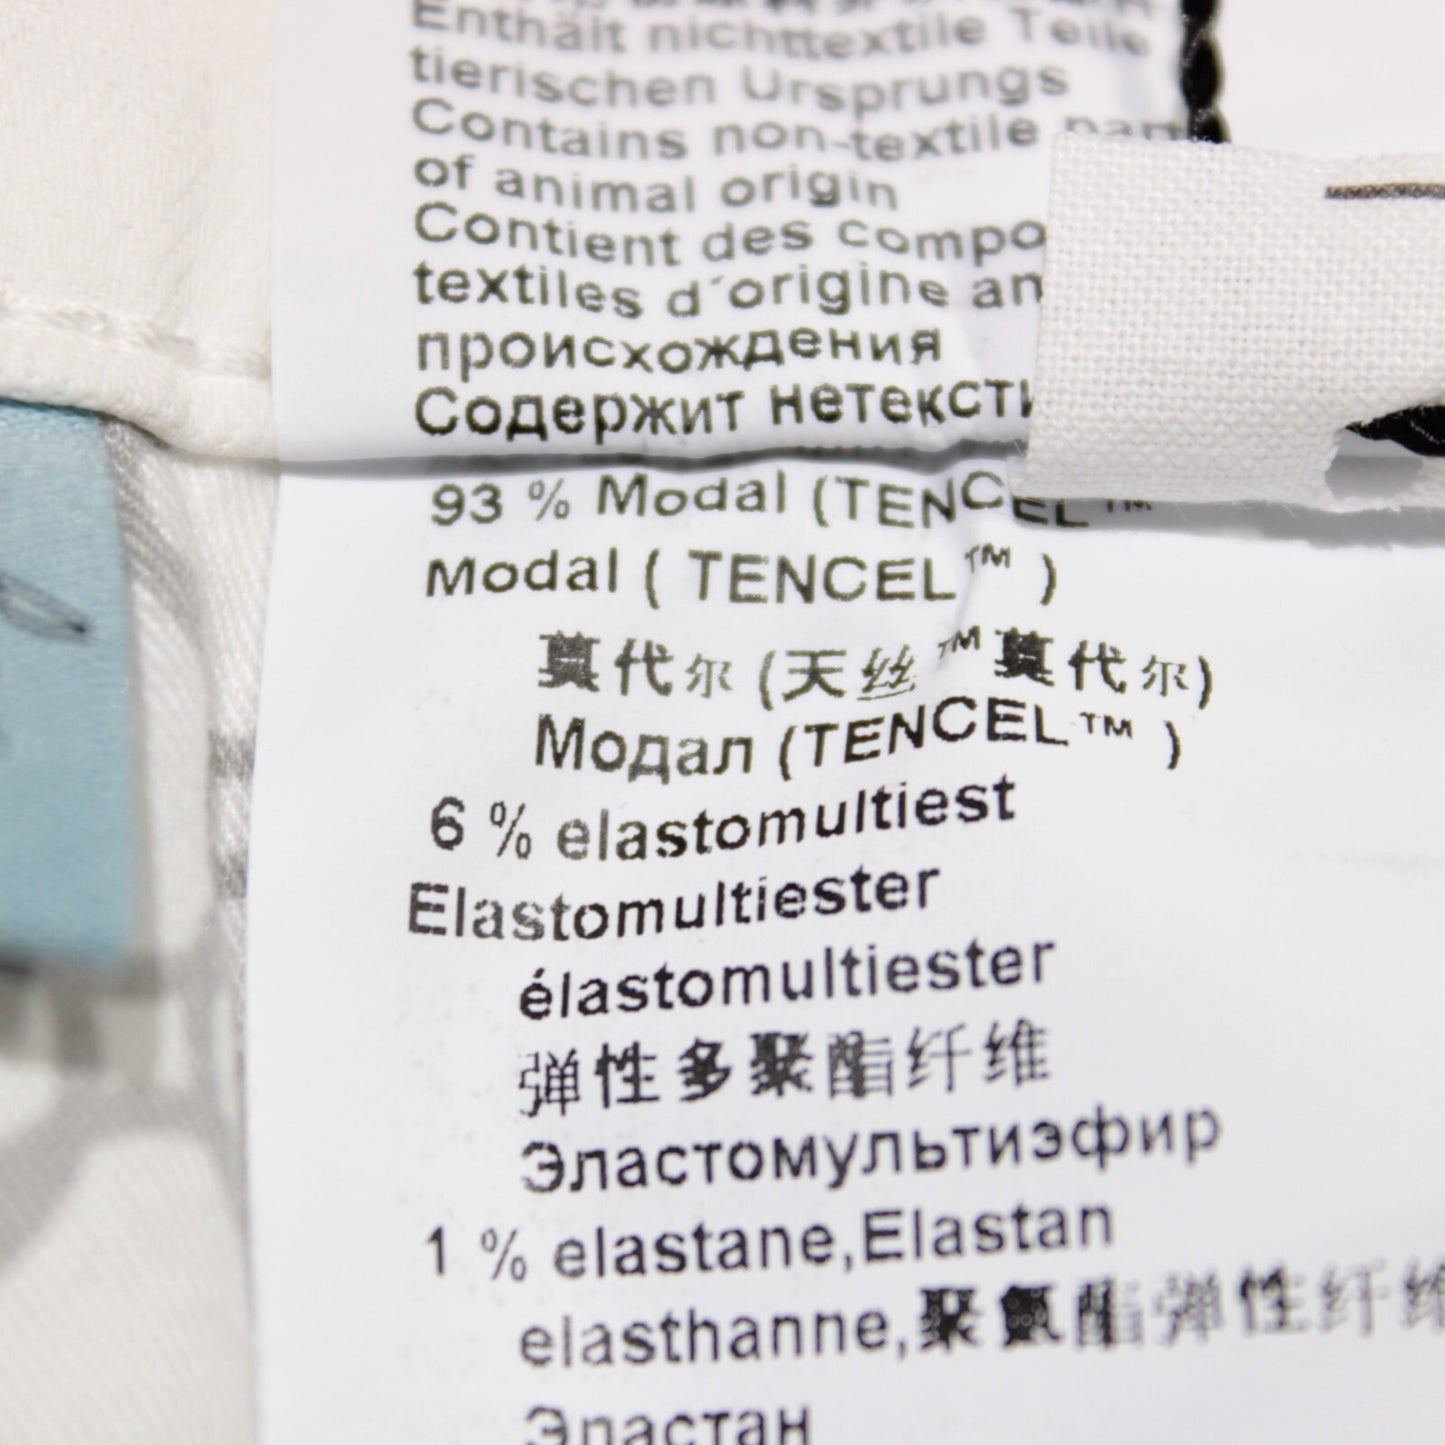 Enthält nichttextile Teile
tierischen Ursprungs
Contains non-textile
of animal origin
Contient des
textiles d´origine
происхождения
Содержит
93 % Modal (TENCEL™
Modal ( TENCEL™ )
莫代尔 (天丝™莫代尔)
Модал (TENCEL™ )
6 % elastomultiest
Elastomultiester
élastomultiester
弹性多聚酯纤维
Эластомультиэфир
1 % elastane,Elastan
elasthanne,聚氨酯弹性纤维
Эластан